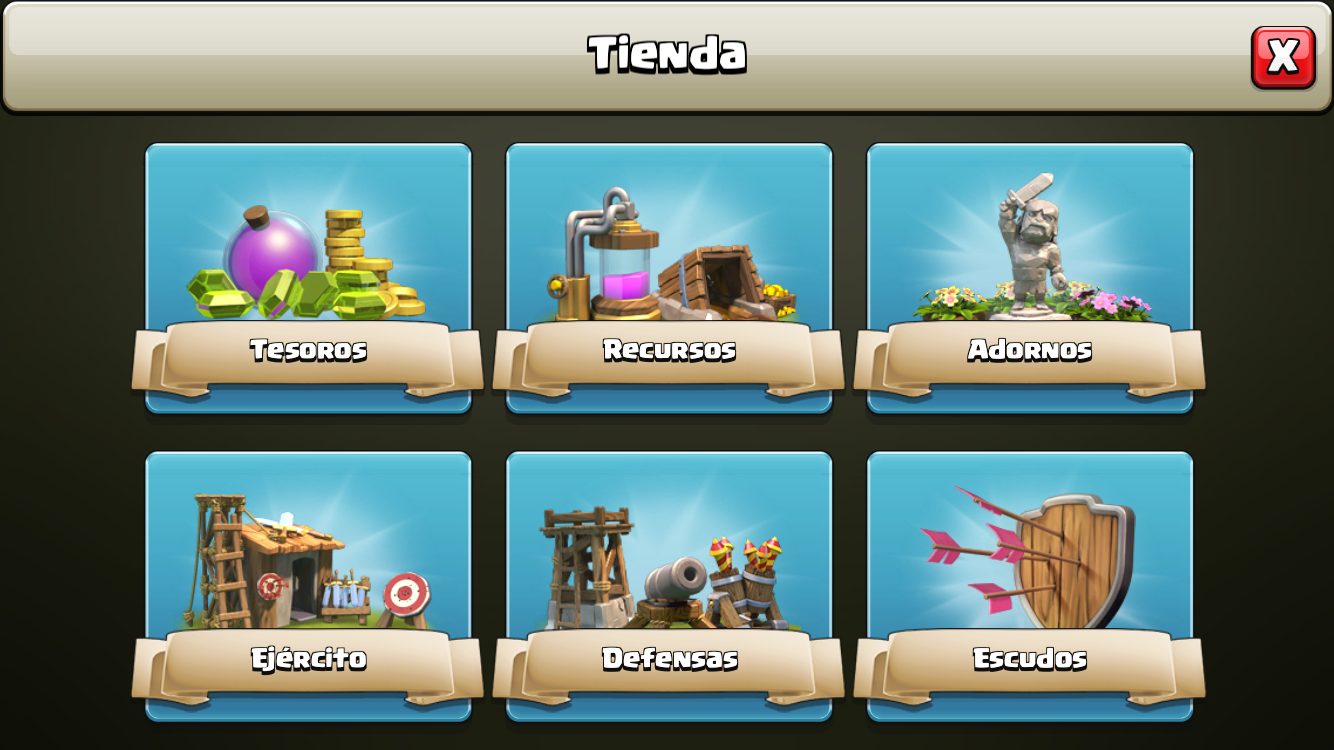 Tienda
X
Tesoros
Recursos
Adornos
Ejército
Defensas
Escudos